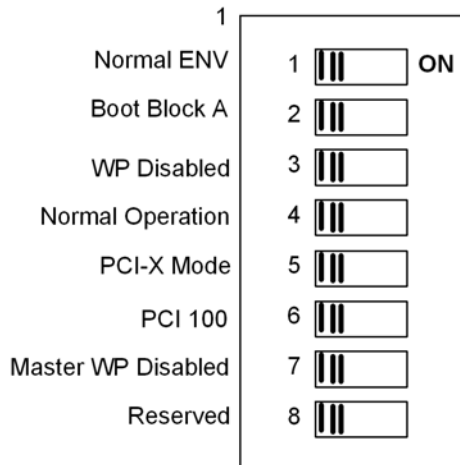 1
Normal ENV 1 ON
Boot Block A 2
WP Disabled 3
Normal Operation 4
PCI-X Mode 5
PCI 100 6
Master WP Disabled 7
Reserved 8